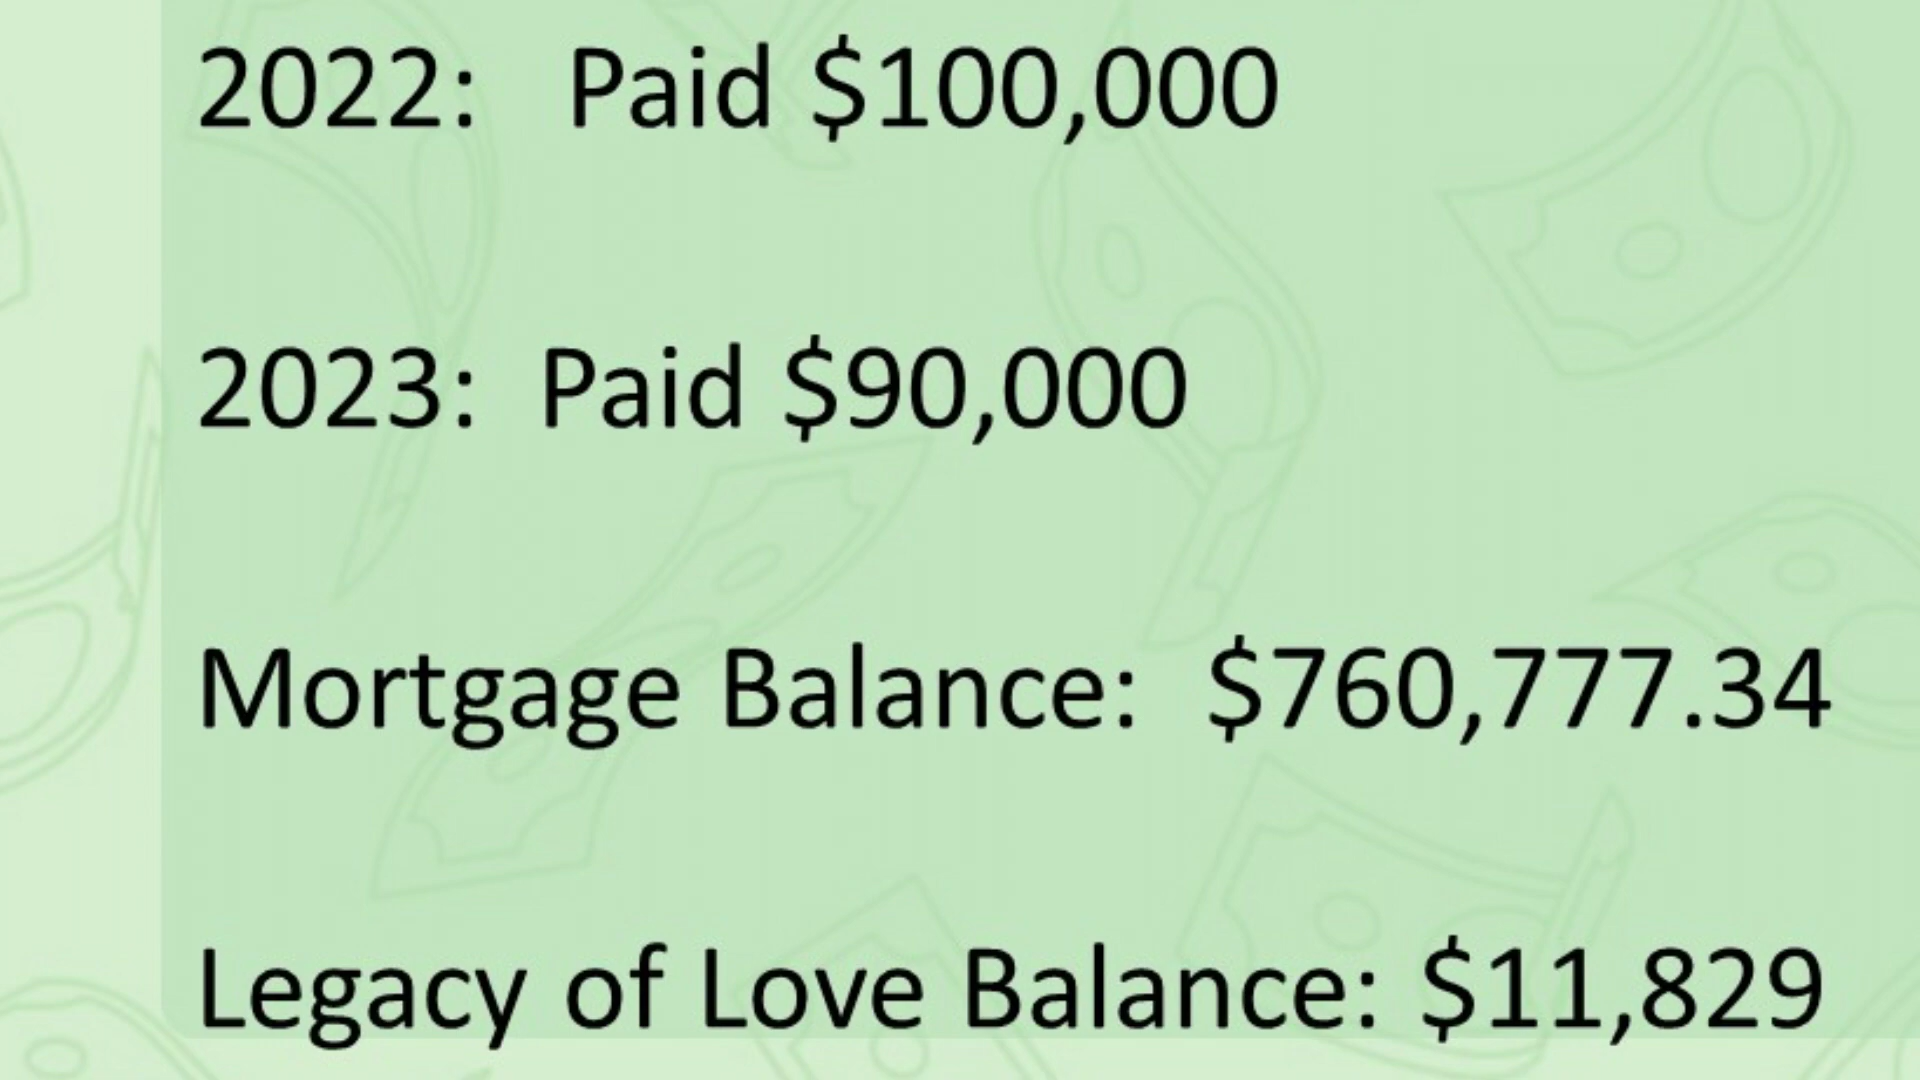 2022: Paid $100,000
2023: Paid $90,000
Mortgage Balance: $760,777.34
Legacy of Love Balance: $11,829